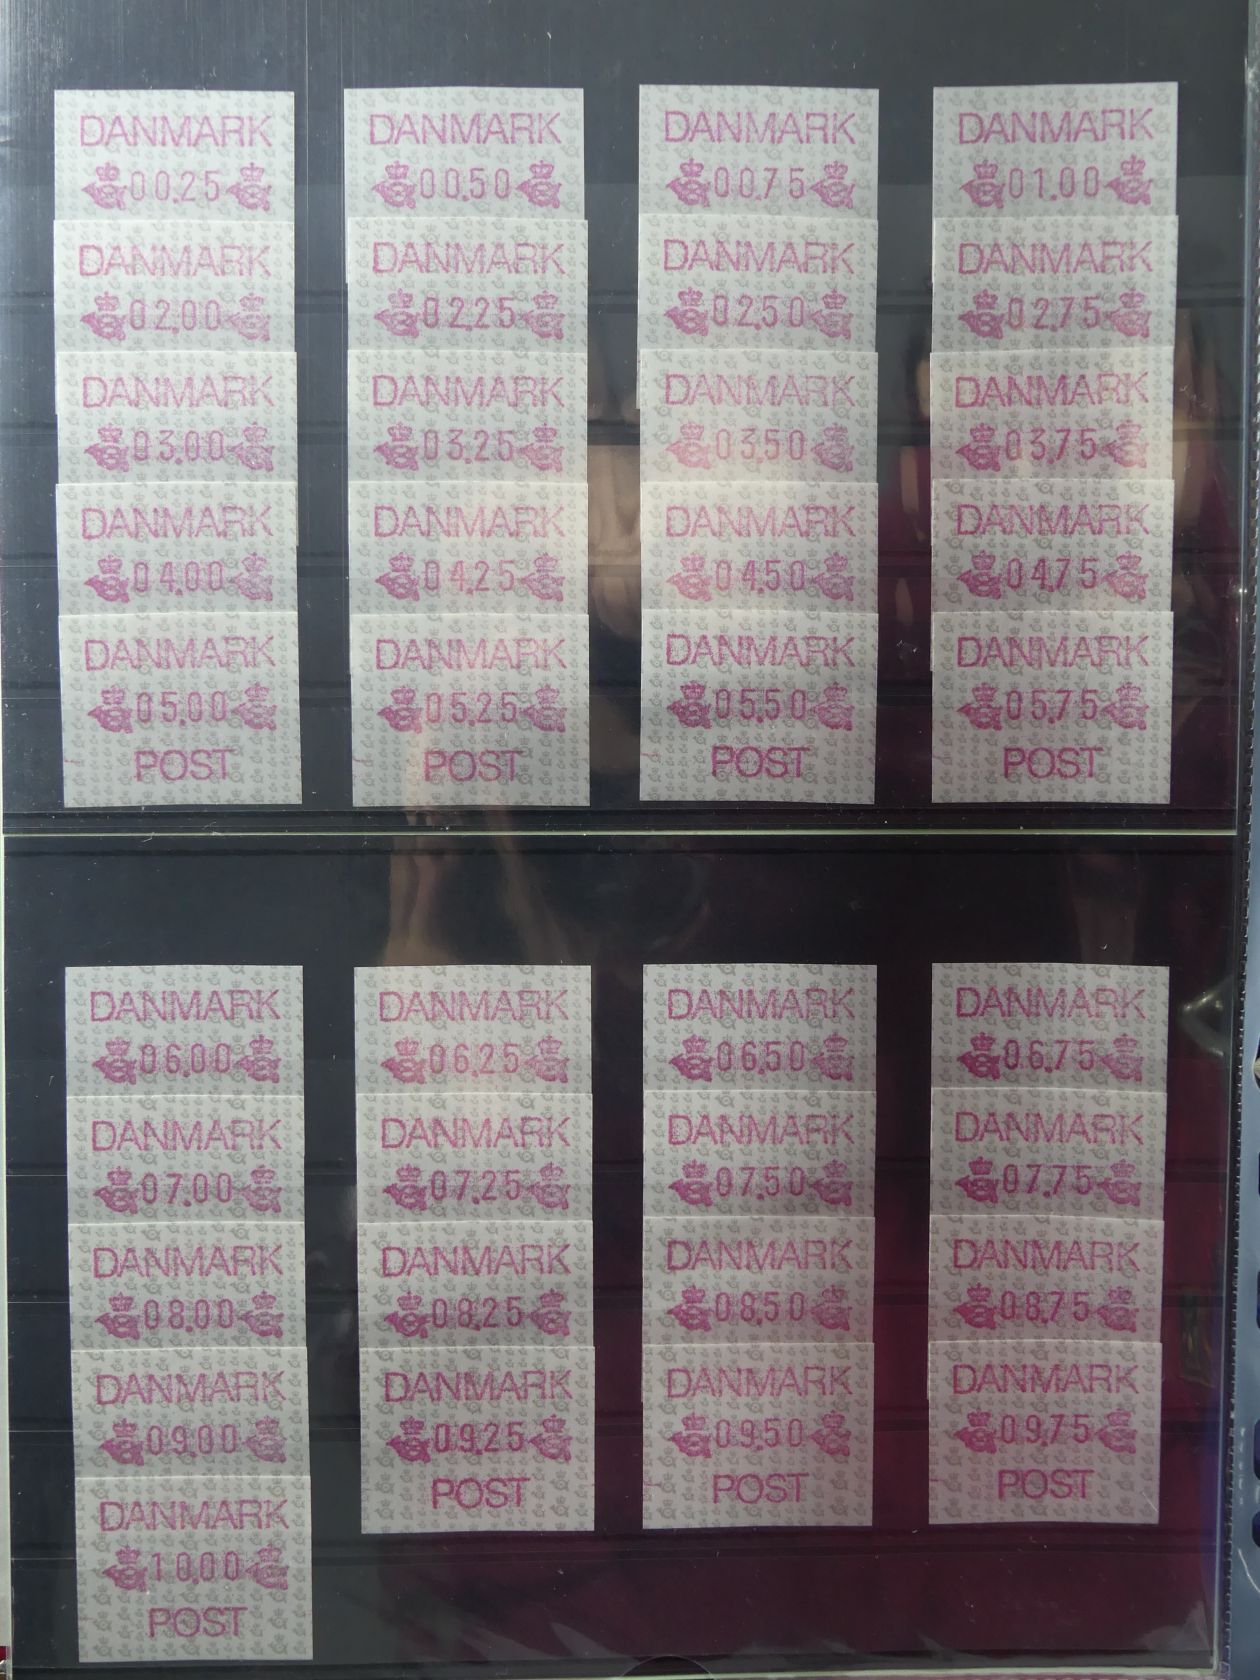 DANMARK DANMARK DANMARK DANMARK
00.25 00.50 00.75 01.00
DANMARK DANMARK DANMARK DANMARK
02.00 02.25 02.50 02.75
DANMARK DANMARK DANMARK DANMARK
03.00 03.25 03.50 03.75
DANMARK DANMARK DANMARK DANMARK
04.00 04.25 04.50 04.75
DANMARK DANMARK DANMARK DANMARK
05.00 05.25 05.50 05.75
POST POST POST POST
DANMARK DANMARK DANMARK DANMARK
06.00 06.25 06.50 06.75
DANMARK DANMARK DANMARK DANMARK
07.00 07.25 07.50 07.75
DANMARK DANMARK DANMARK DANMARK
08.00 08.25 08.50 08.75
DANMARK DANMARK DANMARK DANMARK
09.00 09.25 09.50 09.75
POST POST POST
DANMARK
10.00
POST